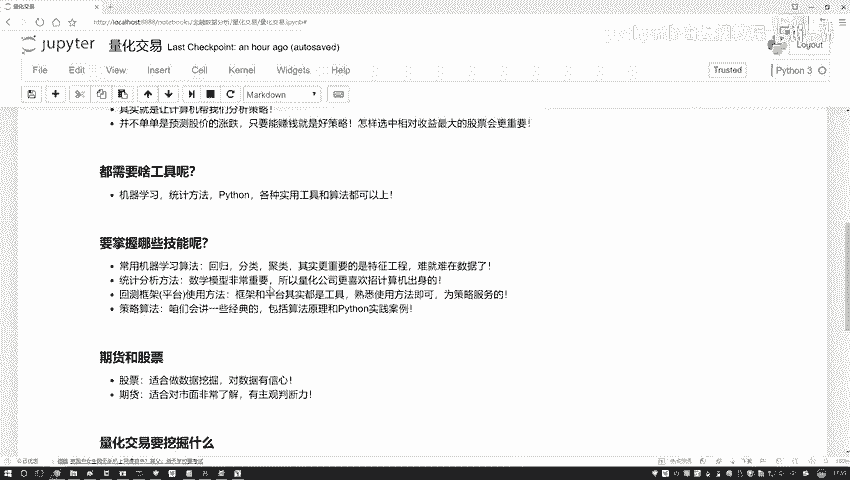 量化交易
http://localhost:8888/notebooks/金融数据分析/量化交易/量化交易.ipynb#
jupyter 量化交易 Last Checkpoint: an hour ago (autosaved)
Logout
File Edit View Insert Cell Kernel Widgets Help
Trusted
Python 3
Markdown
其实就是让计算机帮我们分析策略！
并不单单是预测股价的涨跌，只要能赚钱就是好策略！怎样选中相对收益最大的股票会更重要！
都需要啥工具呢？
机器学习，统计方法，Python，各种实用工具和算法都可以上！
要掌握哪些技能呢？
常用机器学习算法：回归，分类，聚类，其实更重要的是特征工程，难就难在数据了！
统计分析方法：数学模型非常重要，所以量化公司更喜欢招计算机出身的！
回测框架(平台)使用方法：框架和平台其实都是工具，熟悉使用方法即可，为策略服务的！
策略算法：咱们会讲一些经典的，包括算法原理和Python实践案例！
期货和股票
股票：适合做数据挖掘，对数据有信心！
期货：适合对市面非常了解，有主观判断力！
量化交易要挖掘什么